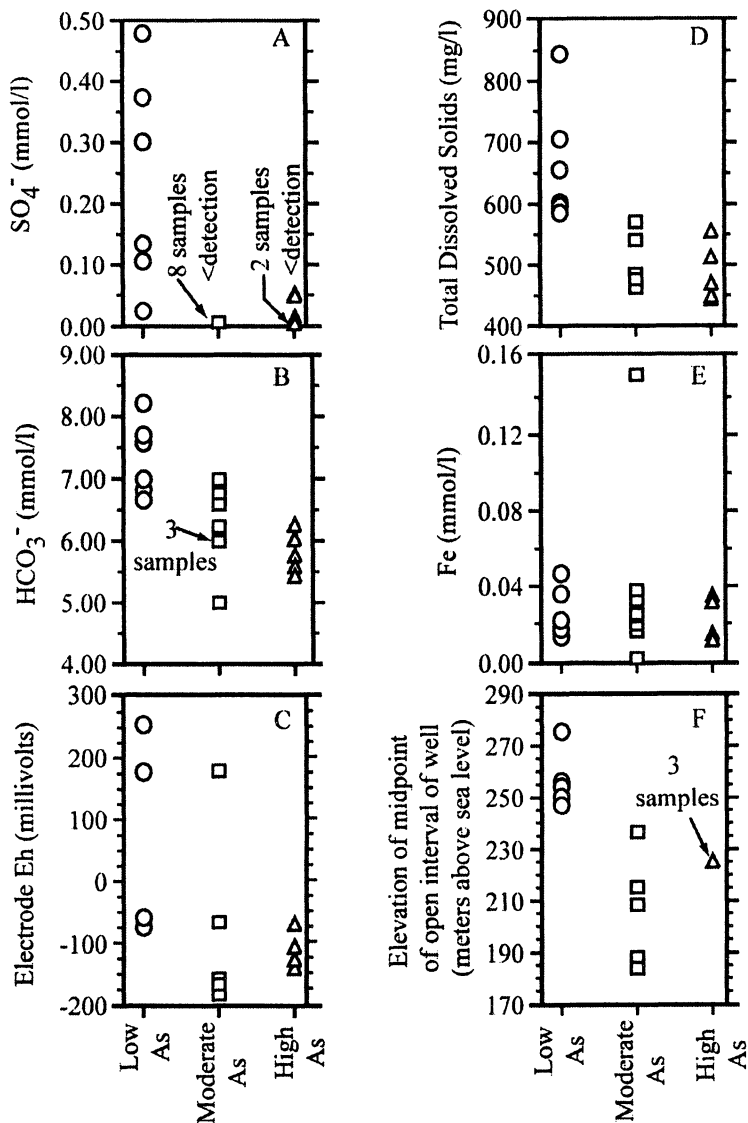 A
SO4⁻ (mmol/l)
0.50
0.40
0.30
0.20
0.10
0.00
8 samples
<detection
2 samples
<detection
B
HCO3⁻ (mmol/l)
9.00
8.00
7.00
6.00
5.00
4.00
3
samples
C
Electrode Eh (millivolts)
300
200
100
0
-100
-200
Low
As
Moderate
As
High
As
D
Total Dissolved Solids (mg/l)
900
800
700
600
500
400
E
Fe (mmol/l)
0.16
0.12
0.08
0.04
0.00
F
Elevation of midpoint
of open interval of well
(meters above sea level)
290
270
250
230
210
190
170
3
samples
Low
As
Moderate
As
High
As